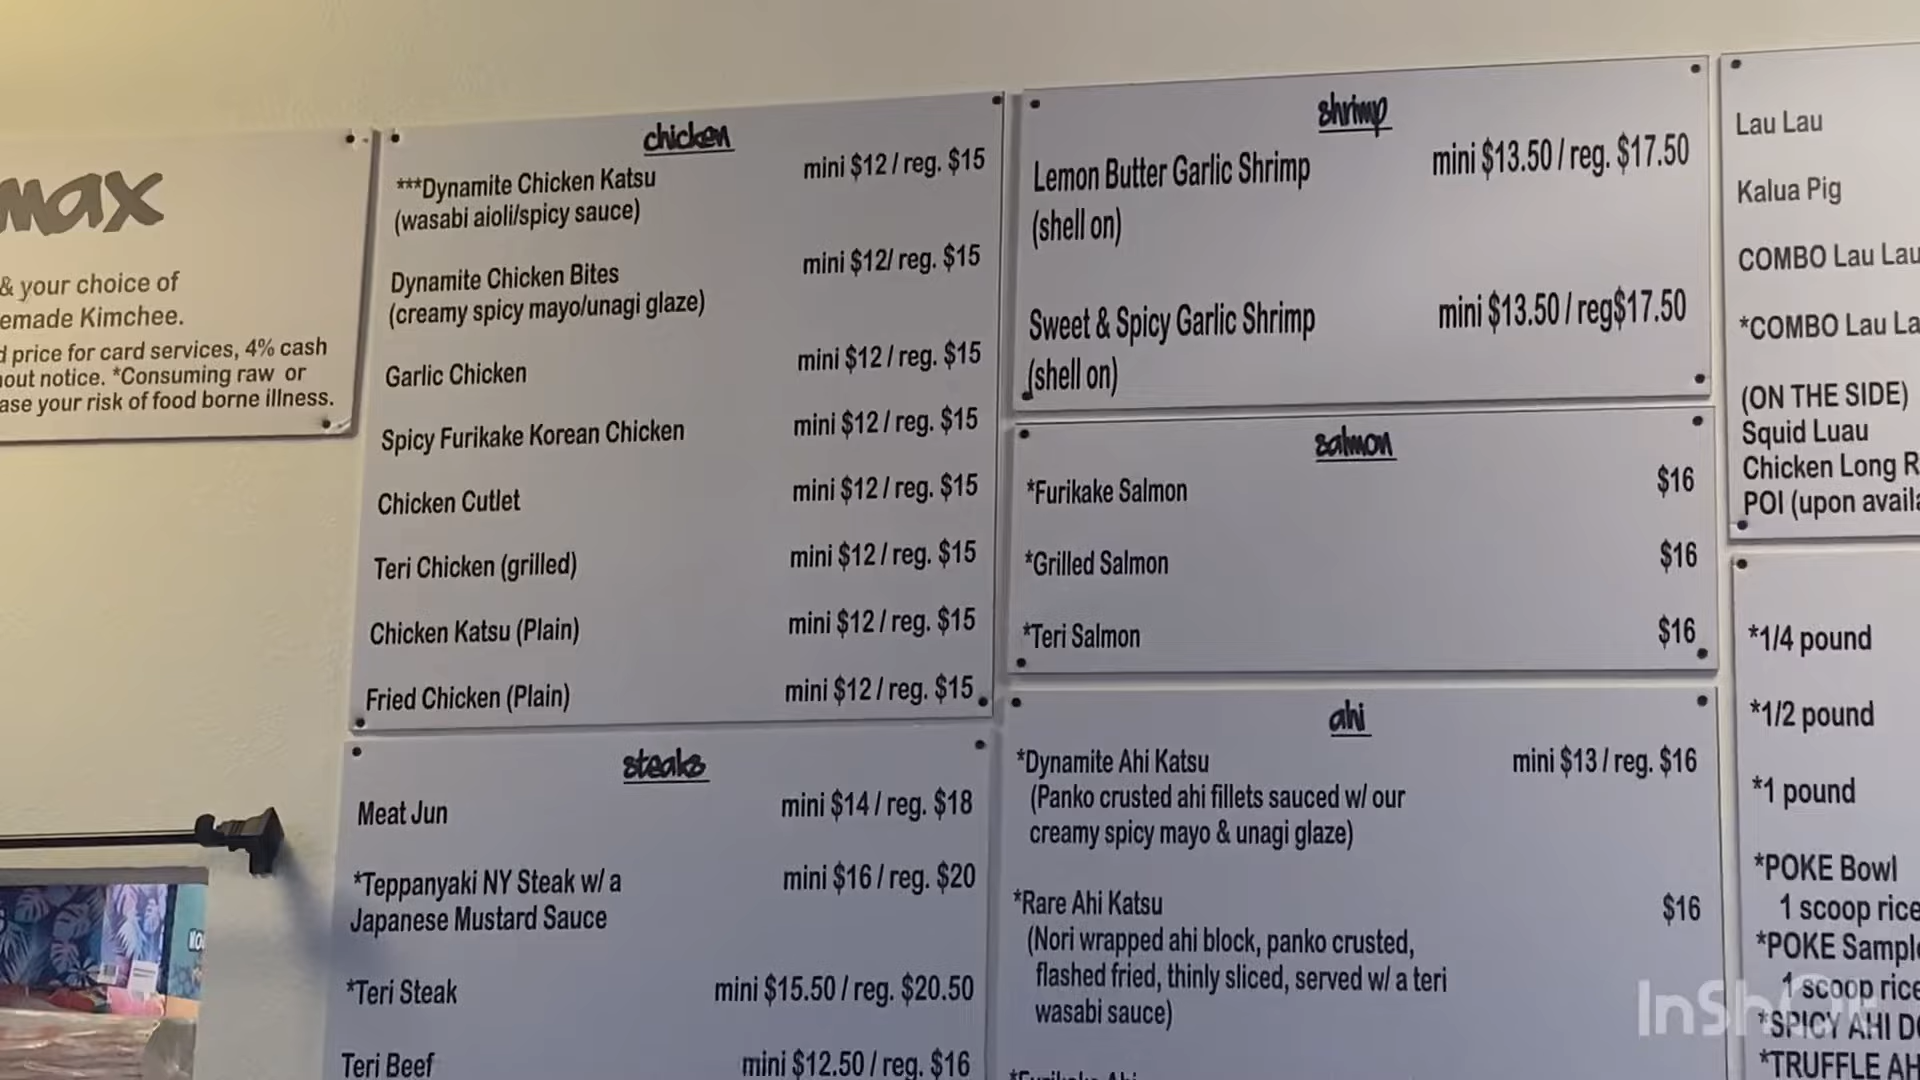 max
& your choice of
emade Kimchee.
price for card services, 4% cash
out notice. *Consuming raw or
ase your risk of food borne illness.
chicken
***Dynamite Chicken Katsu mini $12 / reg. $15
(wasabi aioli/spicy sauce)
Dynamite Chicken Bites mini $12/ reg. $15
(creamy spicy mayo/unagi glaze)
Garlic Chicken mini $12 / reg. $15
Spicy Furikake Korean Chicken mini $12 / reg. $15
Chicken Cutlet mini $12 / reg. $15
Teri Chicken (grilled) mini $12 / reg. $15
Chicken Katsu (Plain) mini $12 / reg. $15
Fried Chicken (Plain) mini $12 / reg. $15
steaks
Meat Jun mini $14 / reg. $18
*Teppanyaki NY Steak w/ a mini $16 / reg. $20
Japanese Mustard Sauce
*Teri Steak mini $15.50 / reg. $20.50
Teri Beef mini $12.50 / reg. $16
shrimp
Lemon Butter Garlic Shrimp mini $13.50 / reg. $17.50
(shell on)
Sweet & Spicy Garlic Shrimp mini $13.50 / reg$17.50
(shell on)
salmon
*Furikake Salmon $16
*Grilled Salmon $16
*Teri Salmon $16
ahi
*Dynamite Ahi Katsu mini $13 / reg. $16
(Panko crusted ahi fillets sauced w/ our
creamy spicy mayo & unagi glaze)
*Rare Ahi Katsu $16
(Nori wrapped ahi block, panko crusted,
flashed fried, thinly sliced, served w/ a teri
wasabi sauce)
Lau Lau
Kalua Pig
COMBO Lau Lau
*COMBO Lau La
(ON THE SIDE)
Squid Luau
Chicken Long R
POI (upon availa
*1/4 pound
*1/2 pound
*1 pound
*POKE Bowl
1 scoop rice
*POKE Sample
1 scoop rice
*SPICY AHI
*TRUFFLE AH
InShOt